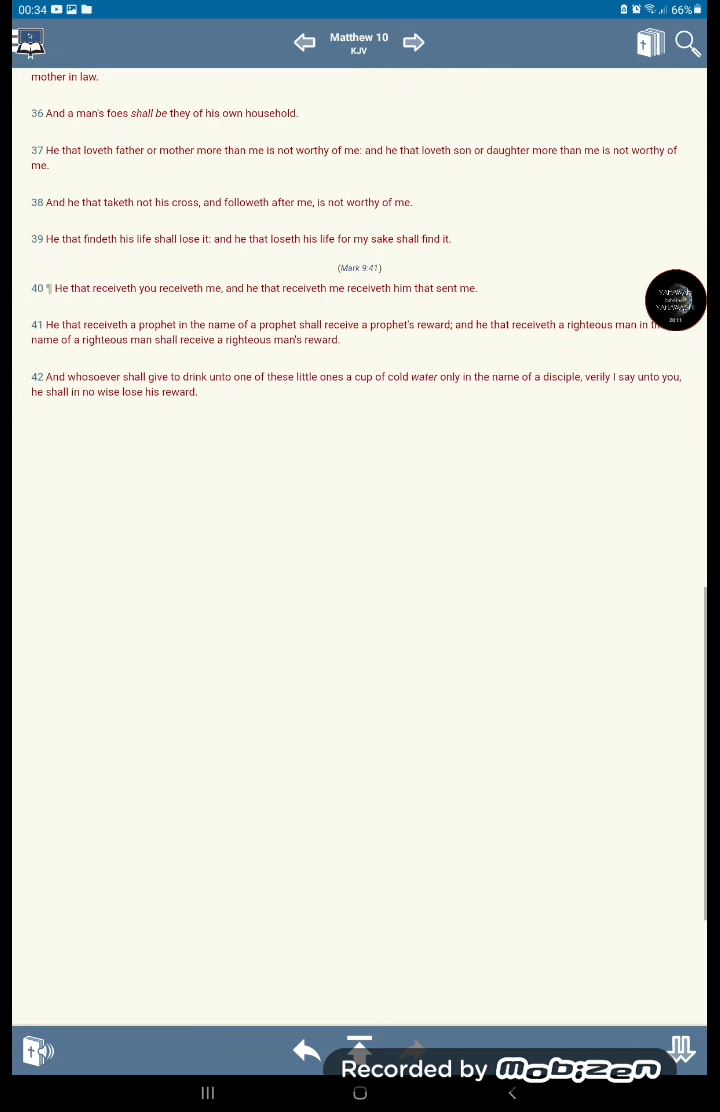 00:34
66%
Matthew 10
KJV
mother in law.
36 And a man's foes shall be they of his own household.
37 He that loveth father or mother more than me is not worthy of me: and he that loveth son or daughter more than me is not worthy of
me.
38 And he that taketh not his cross, and followeth after me, is not worthy of me.
39 He that findeth his life shall lose it: and he that loseth his life for my sake shall find it.
(Mark 9:41)
40 ¶ He that receiveth you receiveth me, and he that receiveth me receiveth him that sent me.
YAHAWAH
YAHAWASHI
20:11
41 He that receiveth a prophet in the name of a prophet shall receive a prophet's reward; and he that receiveth a righteous man in
name of a righteous man shall receive a righteous man's reward.
42 And whosoever shall give to drink unto one of these little ones a cup of cold water only in the name of a disciple, verily I say unto you,
he shall in no wise lose his reward.
Recorded by mobizen